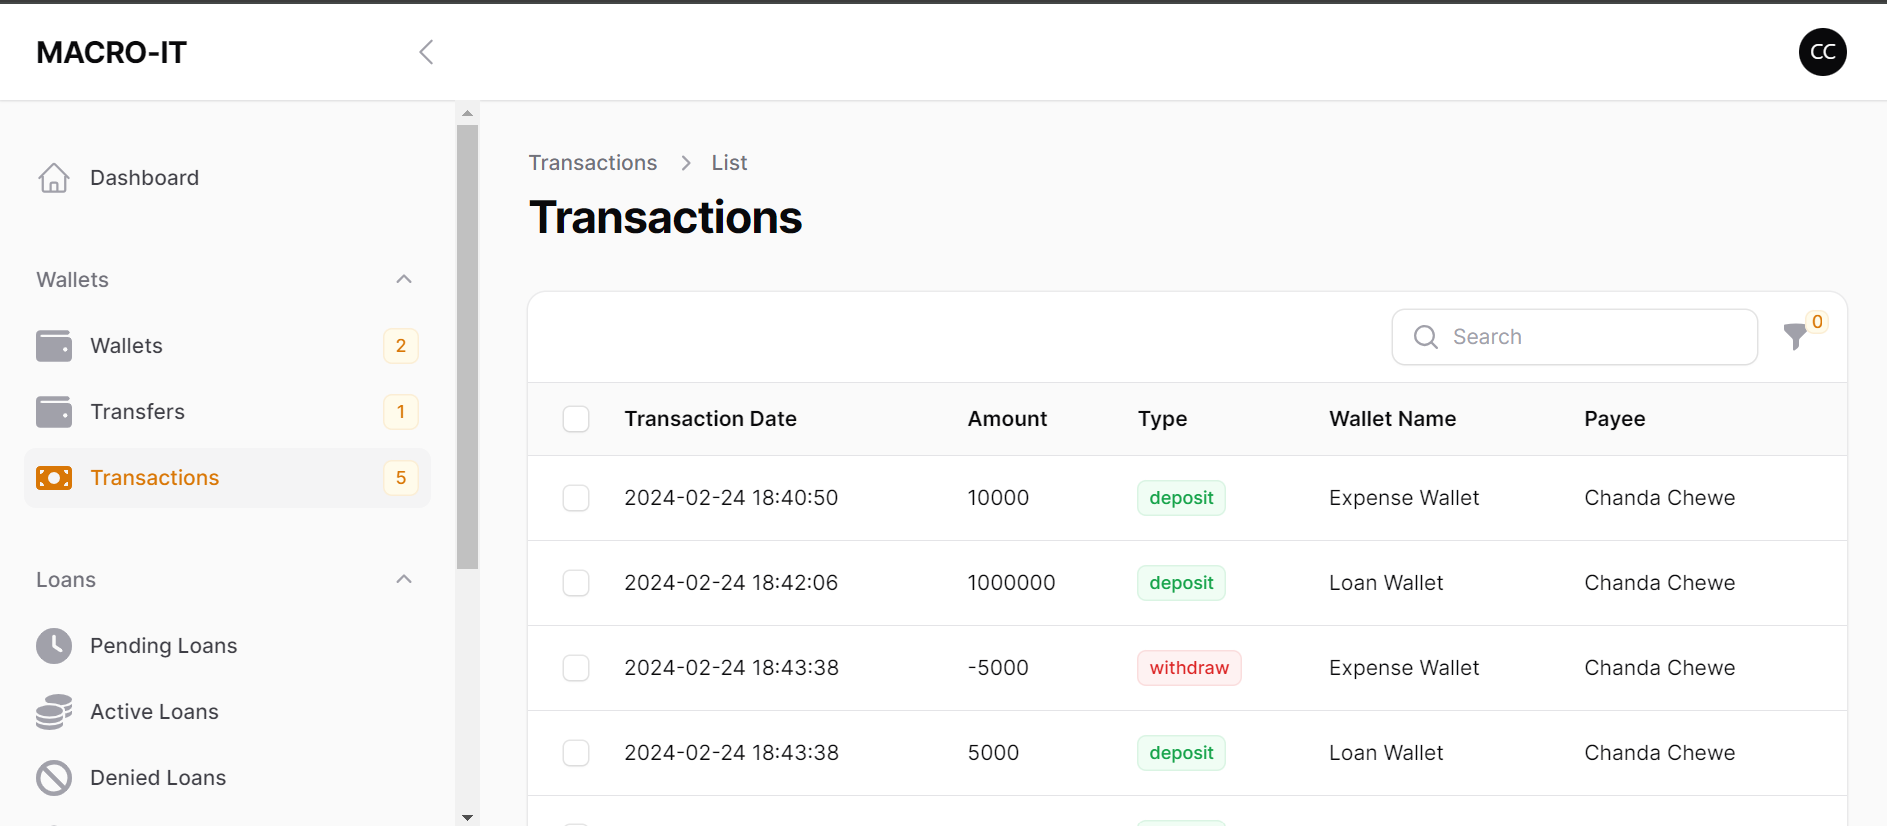 MACRO-IT
CC
Dashboard
Wallets
Wallets 2
Transfers 1
Transactions 5
Loans
Pending Loans
Active Loans
Denied Loans
Transactions List
Transactions
Search 0
Transaction Date Amount Type Wallet Name Payee
2024-02-24 18:40:50 10000 deposit Expense Wallet Chanda Chewe
2024-02-24 18:42:06 1000000 deposit Loan Wallet Chanda Chewe
2024-02-24 18:43:38 -5000 withdraw Expense Wallet Chanda Chewe
2024-02-24 18:43:38 5000 deposit Loan Wallet Chanda Chewe